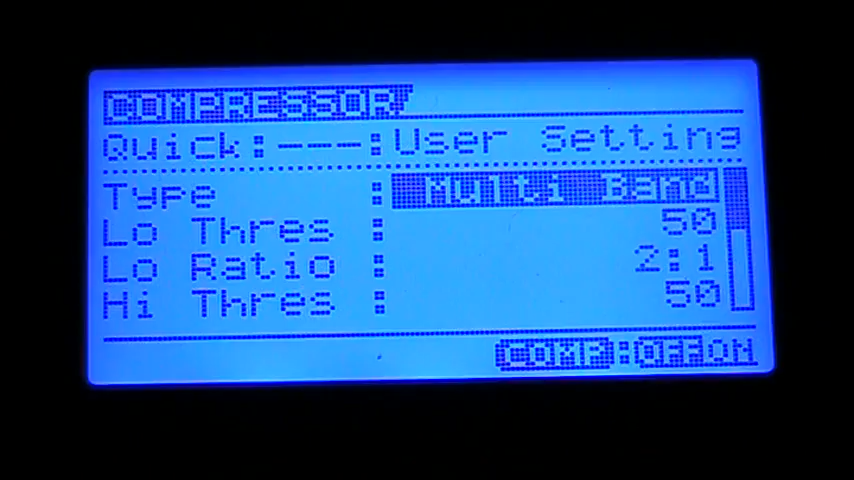 COMPRESSOR
Quick:---:User Setting
Type : Multi Band
Lo Thres : 50
Lo Ratio : 2:1
Hi Thres : 50
COMP:OFF ON